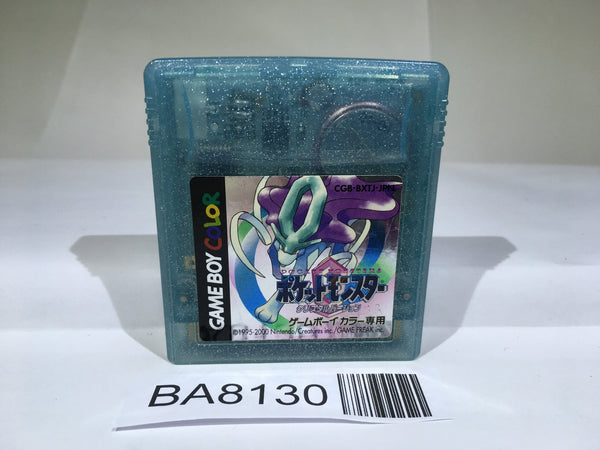 CGB-BXTJ-JPN
GAME BOY COLOR
POCKET MONSTERS
ポケットモンスター
クリスタルバージョン
ゲームボーイカラー専用
©1995-2000 Nintendo/Creatures inc./GAME FREAK inc.
BA8130